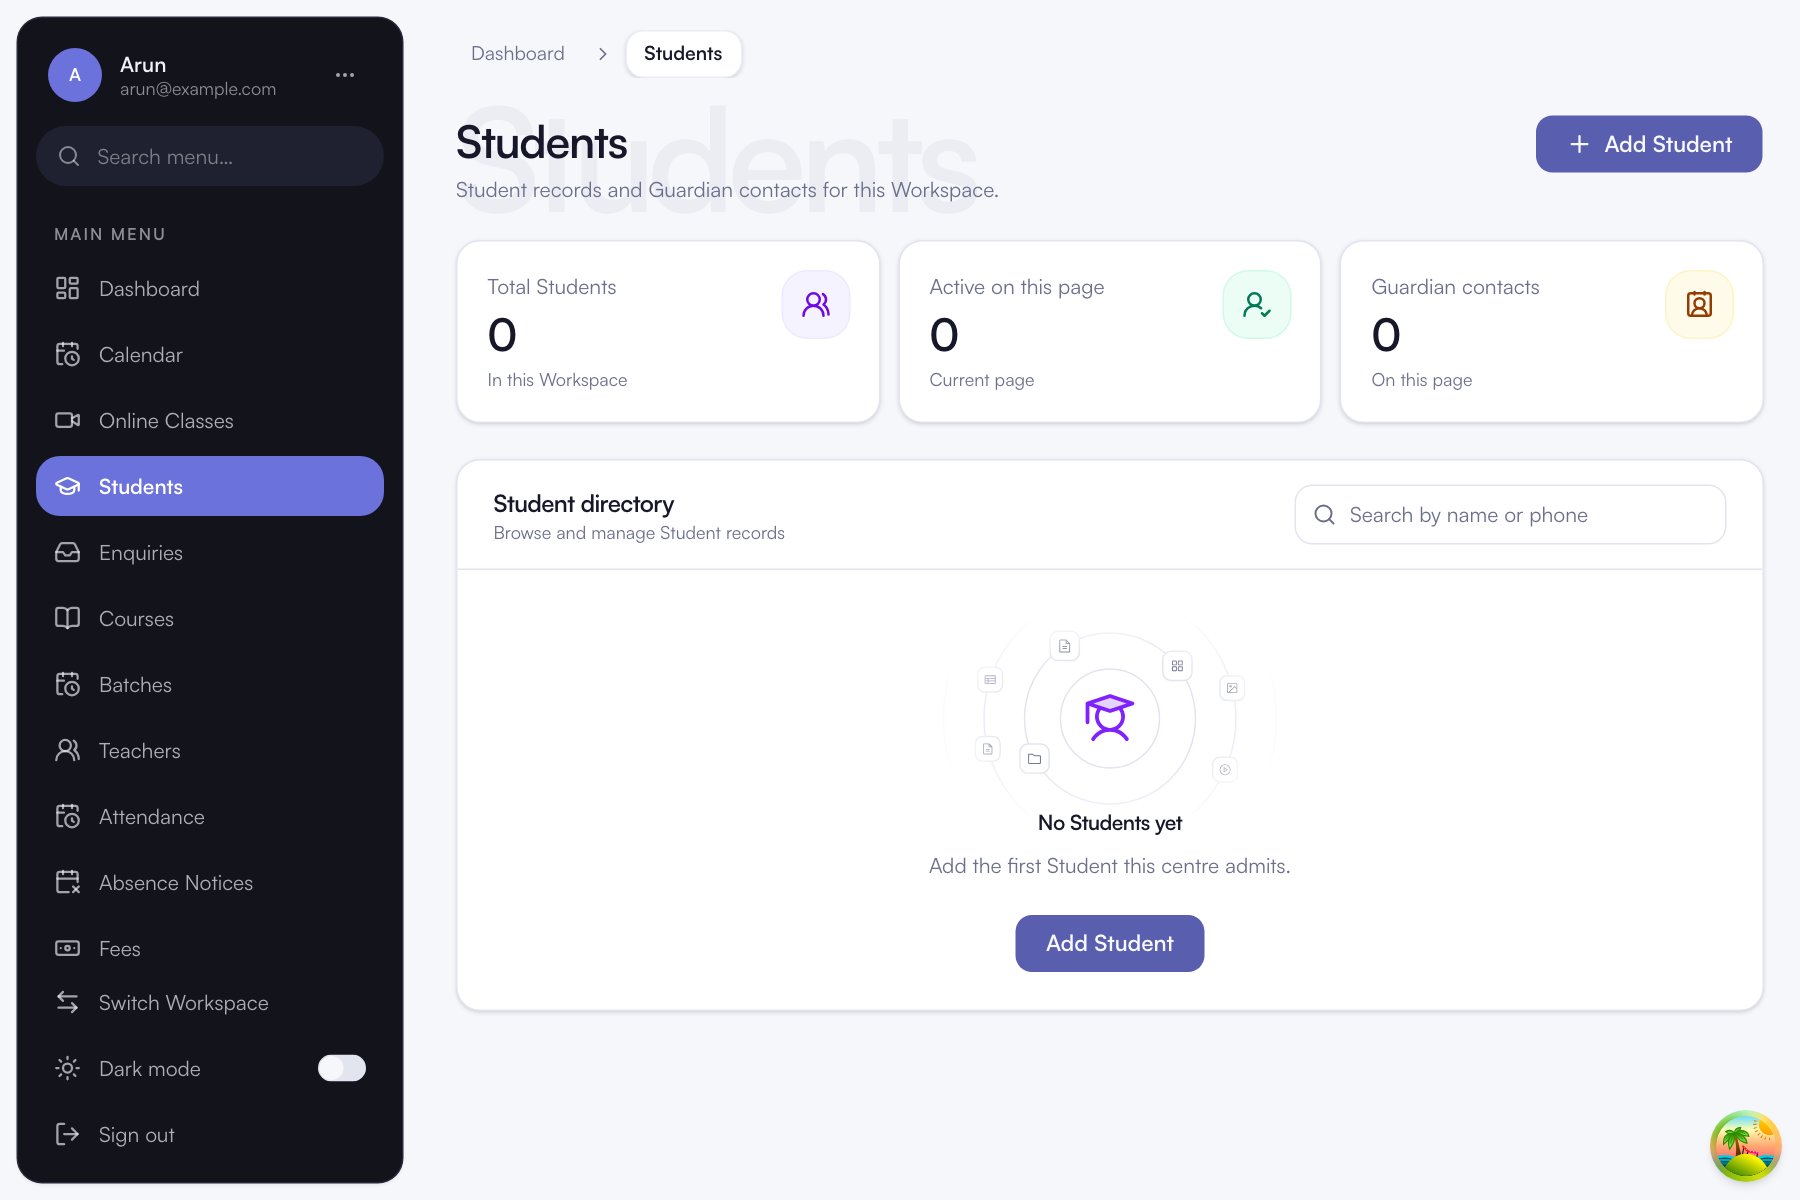 A
Arun
arun@example.com
Search menu...
MAIN MENU
Dashboard
Calendar
Online Classes
Students
Enquiries
Courses
Batches
Teachers
Attendance
Absence Notices
Fees
Switch Workspace
Dark mode
Sign out
Dashboard
Students
Students
Students
Student records and Guardian contacts for this Workspace.
Add Student
Total Students
0
In this Workspace
Active on this page
0
Current page
Guardian contacts
0
On this page
Student directory
Browse and manage Student records
Search by name or phone
No Students yet
Add the first Student this centre admits.
Add Student